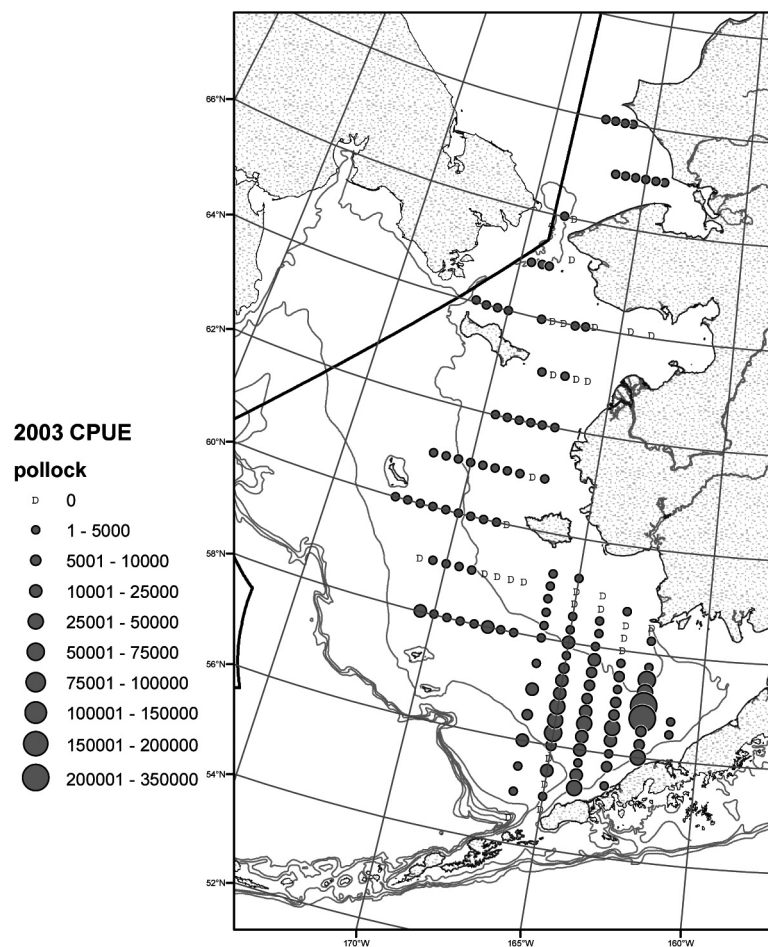 66°N
64°N
62°N
60°N
58°N
56°N
54°N
52°N
170°W
165°W
160°W
2003 CPUE
pollock
D 0
1 - 5000
5001 - 10000
10001 - 25000
25001 - 50000
50001 - 75000
75001 - 100000
100001 - 150000
150001 - 200000
200001 - 350000
D
D
D D D D D
D D D
D
D
D D D D D
D D
D D
D
D
D
D
D
D
D